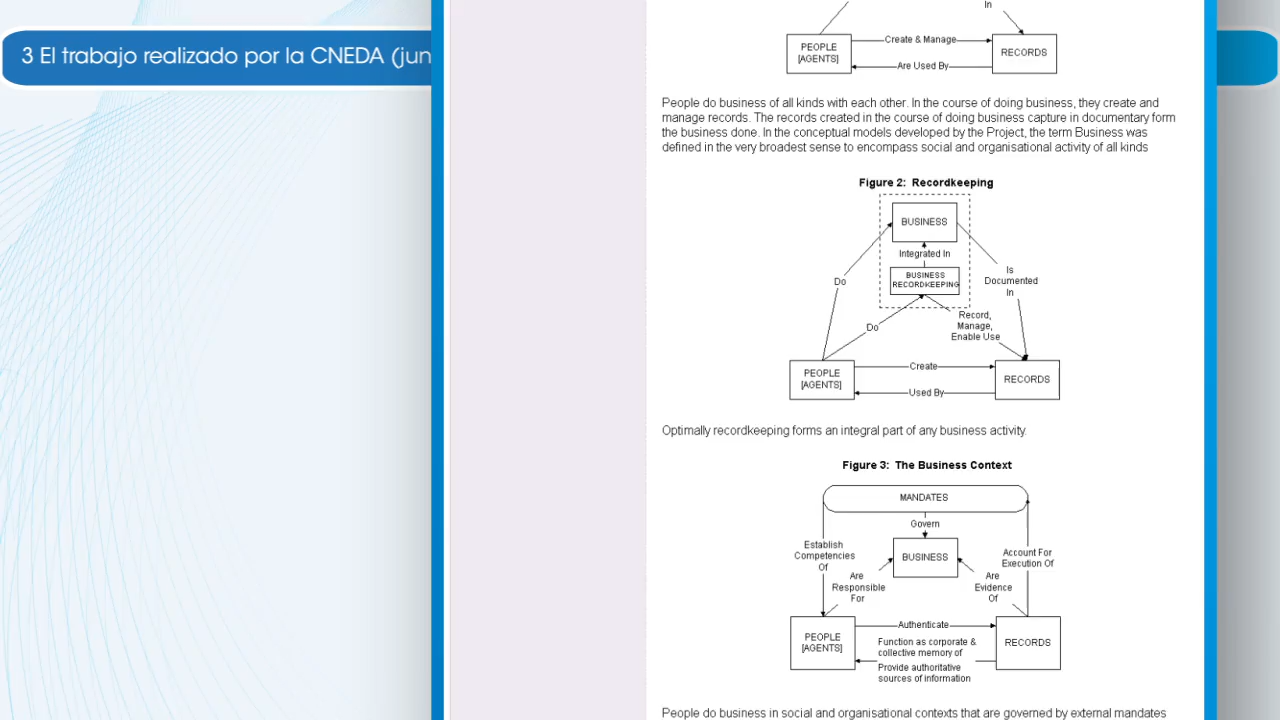 3 El trabajo realizado por la CNEDA (jun
In
Create & Manage
PEOPLE
[AGENTS]
RECORDS
Are Used By
People do business of all kinds with each other. In the course of doing business, they create and
manage records. The records created in the course of doing business capture in documentary form
the business done. In the conceptual models developed by the Project, the term Business was
defined in the very broadest sense to encompass social and organisational activity of all kinds
Figure 2: Recordkeeping
BUSINESS
Integrated In
BUSINESS
RECORDKEEPING
Do
Is
Documented
In
Do
Record,
Manage,
Enable Use
Create
PEOPLE
[AGENTS]
RECORDS
Used By
Optimally recordkeeping forms an integral part of any business activity.
Figure 3: The Business Context
MANDATES
Govern
Establish
Competencies
Of
BUSINESS
Account For
Execution Of
Are
Responsible
For
Are
Evidence
Of
Authenticate
PEOPLE
[AGENTS]
Function as corporate &
collective memory of
RECORDS
Provide authoritative
sources of information
People do business in social and organisational contexts that are governed by external mandates